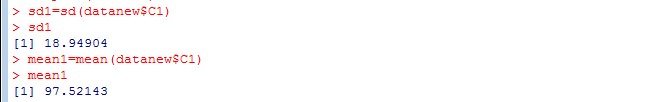 > sd1=sd(datanew$C1)
> sd1
[1] 18.94904
> mean1=mean(datanew$C1)
> mean1
[1] 97.52143